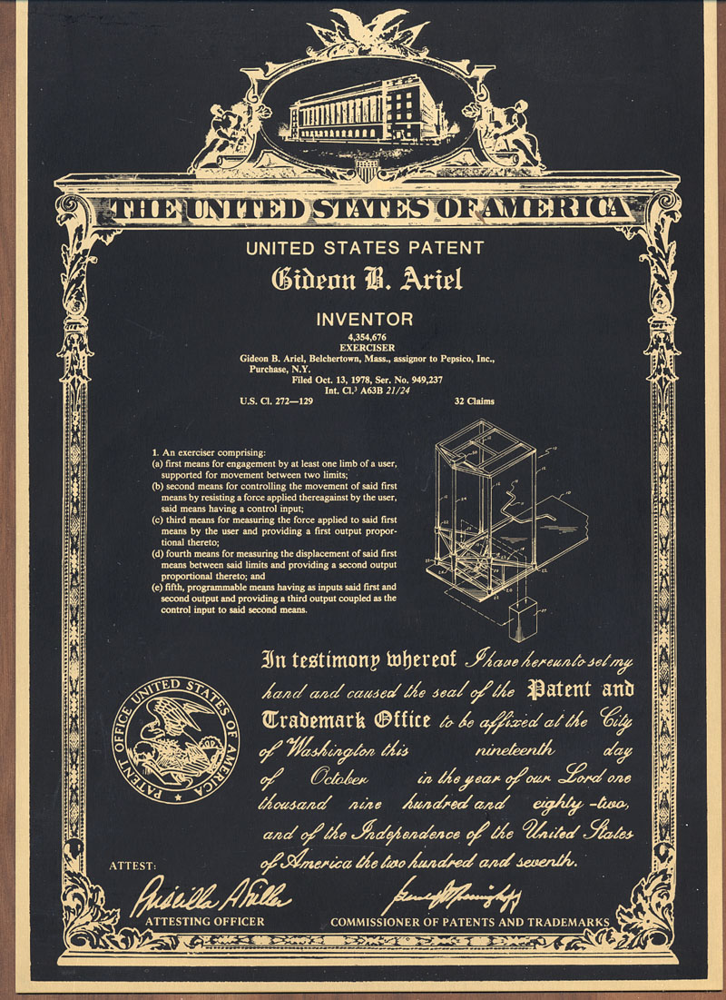 THE UNITED STATES OF AMERICA
UNITED STATES PATENT
Gideon B. Ariel
INVENTOR
4,354,676
EXERCISER
Gideon B. Ariel, Belchertown, Mass., assignor to Pepsico, Inc.,
Purchase, N.Y.
Filed Oct. 13, 1978, Ser. No. 949,237
Int. Cl.³ A63B 21/24
U.S. Cl. 272—129 32 Claims
1. An exerciser comprising:
(a) first means for engagement by at least one limb of a user,
supported for movement between two limits;
(b) second means for controlling the movement of said first
means by resisting a force applied thereagainst by the user,
said means having a control input;
(c) third means for measuring the force applied to said first
means by the user and providing a first output propor-
tional thereto;
(d) fourth means for measuring the displacement of said first
means between said limits and providing a second output
proportional thereto; and
(e) fifth, programmable means having as inputs said first and
second output and providing a third output coupled as the
control input to said second means.
In testimony whereof I have hereunto set my
hand and caused the seal of the Patent and
Trademark Office to be affixed at the City
of Washington this nineteenth day
of October in the year of our Lord one
thousand nine hundred and eighty-two,
and of the Independence of the United States
of America the two hundred and seventh.
PATENT OFFICE UNITED STATES OF AMERICA
ATTEST:
ATTESTING OFFICER
COMMISSIONER OF PATENTS AND TRADEMARKS